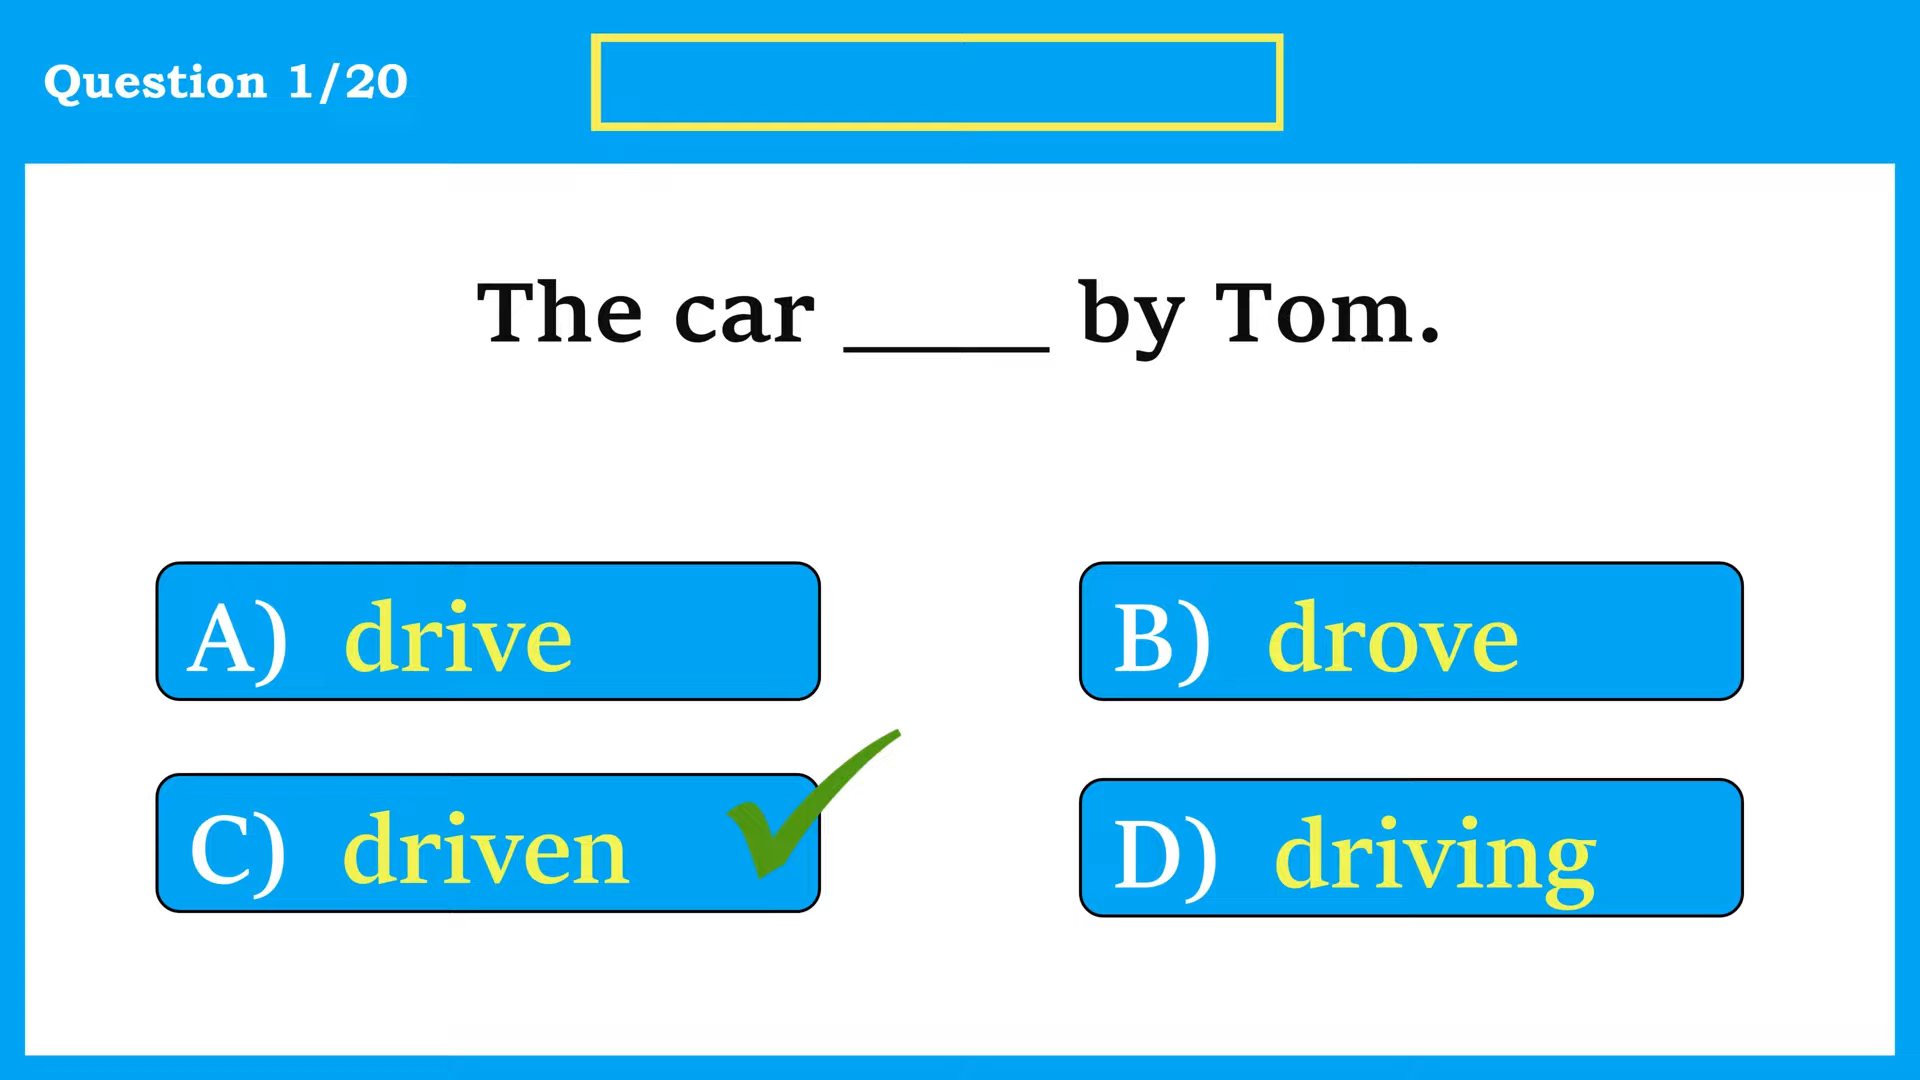 Question 1/20
The car _____ by Tom.
A) drive
B) drove
C) driven
D) driving